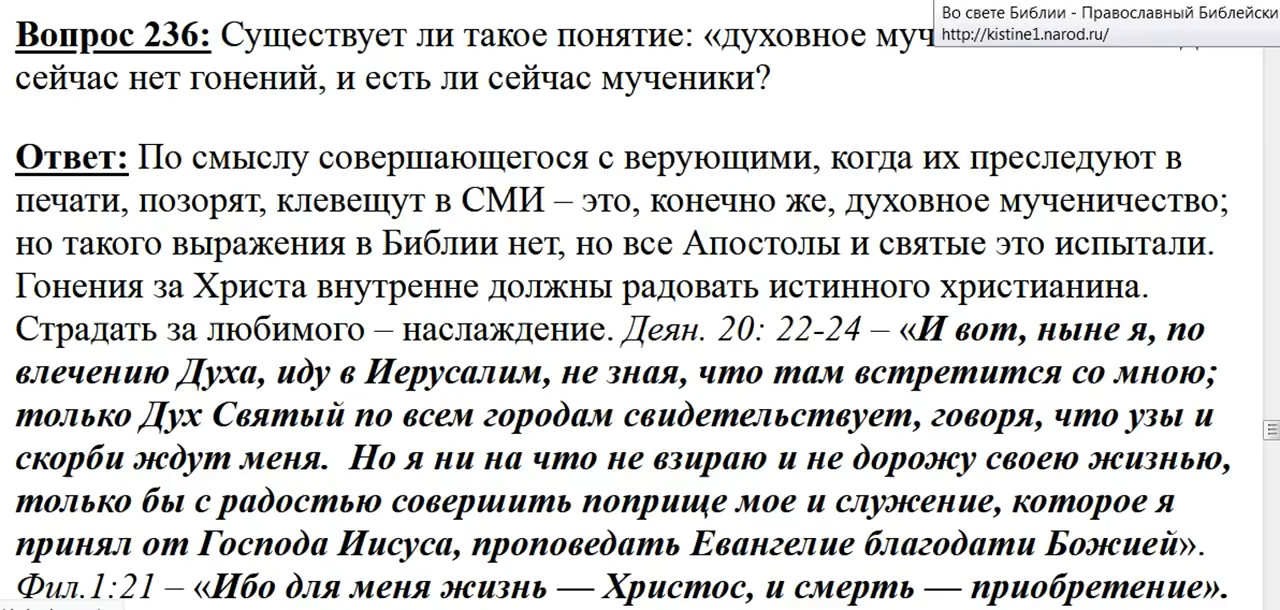 Во свете Библии - Православный Библейски
http://kistine1.narod.ru/
Вопрос 236: Существует ли такое понятие: «духовное муч
сейчас нет гонений, и есть ли сейчас мученики?
Ответ: По смыслу совершающегося с верующими, когда их преследуют в
печати, позорят, клевещут в СМИ – это, конечно же, духовное мученичество;
но такого выражения в Библии нет, но все Апостолы и святые это испытали.
Гонения за Христа внутренне должны радовать истинного христианина.
Страдать за любимого – наслаждение. Деян. 20: 22-24 – «И вот, ныне я, по
влечению Духа, иду в Иерусалим, не зная, что там встретится со мною;
только Дух Святый по всем городам свидетельствует, говоря, что узы и
скорби ждут меня. Но я ни на что не взираю и не дорожу своею жизнью,
только бы с радостью совершить поприще мое и служение, которое я
принял от Господа Иисуса, проповедать Евангелие благодати Божией».
Фил.1:21 – «Ибо для меня жизнь — Христос, и смерть — приобретение».